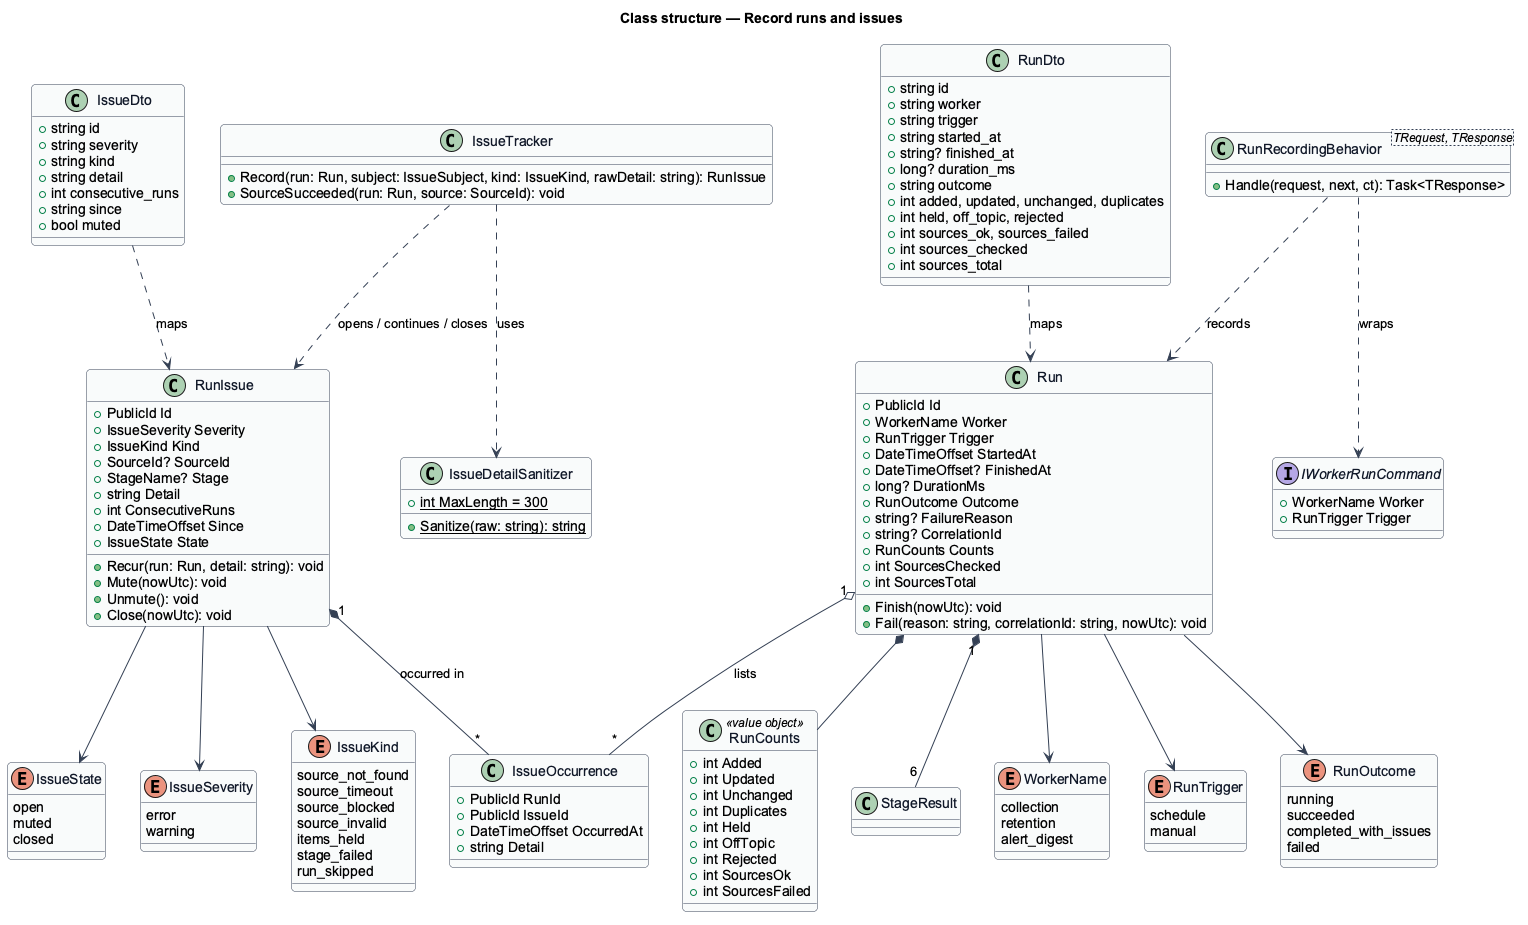 Class structure — Record runs and issues
C IssueDto
string id
string severity
string kind
string detail
int consecutive_runs
string since
bool muted
C IssueTracker
Record(run: Run, subject: IssueSubject, kind: IssueKind, rawDetail: string): RunIssue
SourceSucceeded(run: Run, source: SourceId): void
C RunDto
string id
string worker
string trigger
string started_at
string? finished_at
long? duration_ms
string outcome
int added, updated, unchanged, duplicates
int held, off_topic, rejected
int sources_ok, sources_failed
int sources_checked
int sources_total
C RunRecordingBehavior
TRequest, TResponse
Handle(request, next, ct): Task<TResponse>
maps
opens / continues / closes
uses
maps
records
wraps
C RunIssue
PublicId Id
IssueSeverity Severity
IssueKind Kind
SourceId? SourceId
StageName? Stage
string Detail
int ConsecutiveRuns
DateTimeOffset Since
IssueState State
Recur(run: Run, detail: string): void
Mute(nowUtc): void
Unmute(): void
Close(nowUtc): void
C IssueDetailSanitizer
int MaxLength = 300
Sanitize(raw: string): string
C Run
PublicId Id
WorkerName Worker
RunTrigger Trigger
DateTimeOffset StartedAt
DateTimeOffset? FinishedAt
long? DurationMs
RunOutcome Outcome
string? FailureReason
string? CorrelationId
RunCounts Counts
int SourcesChecked
int SourcesTotal
Finish(nowUtc): void
Fail(reason: string, correlationId: string, nowUtc): void
I IWorkerRunCommand
WorkerName Worker
RunTrigger Trigger
1
occurred in
*
1
lists
*
1
6
E IssueState
open
muted
closed
E IssueSeverity
error
warning
E IssueKind
source_not_found
source_timeout
source_blocked
source_invalid
items_held
stage_failed
run_skipped
C IssueOccurrence
PublicId RunId
PublicId IssueId
DateTimeOffset OccurredAt
string Detail
C «value object»
RunCounts
int Added
int Updated
int Unchanged
int Duplicates
int Held
int OffTopic
int Rejected
int SourcesOk
int SourcesFailed
C StageResult
E WorkerName
collection
retention
alert_digest
E RunTrigger
schedule
manual
E RunOutcome
running
succeeded
completed_with_issues
failed